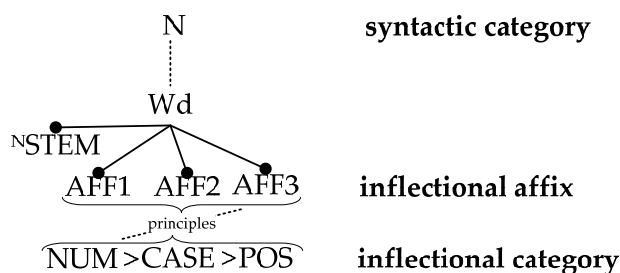 N syntactic category
Wd
ᴺSTEM
AFF1 AFF2 AFF3 inflectional affix
principles
NUM >CASE >POS inflectional category